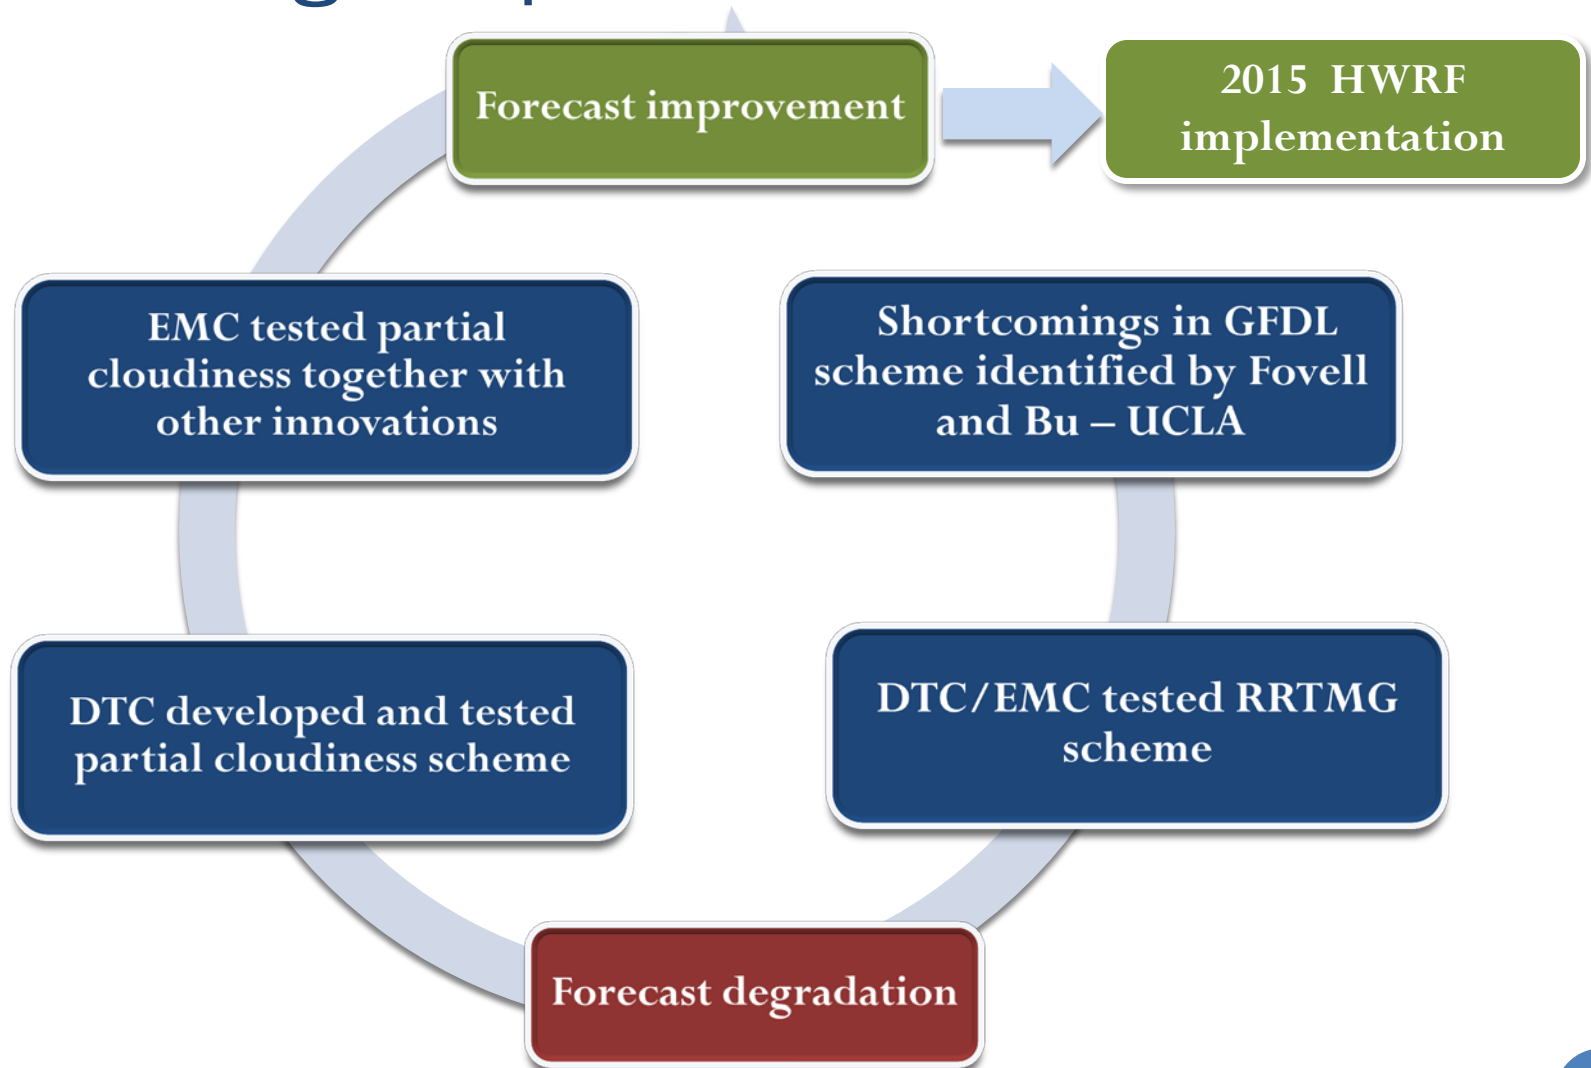 Forecast improvement
2015 HWRF
implementation
Shortcomings in GFDL
scheme identified by Fovell
and Bu – UCLA
DTC/EMC tested RRTMG
scheme
Forecast degradation
DTC developed and tested
partial cloudiness scheme
EMC tested partial
cloudiness together with
other innovations